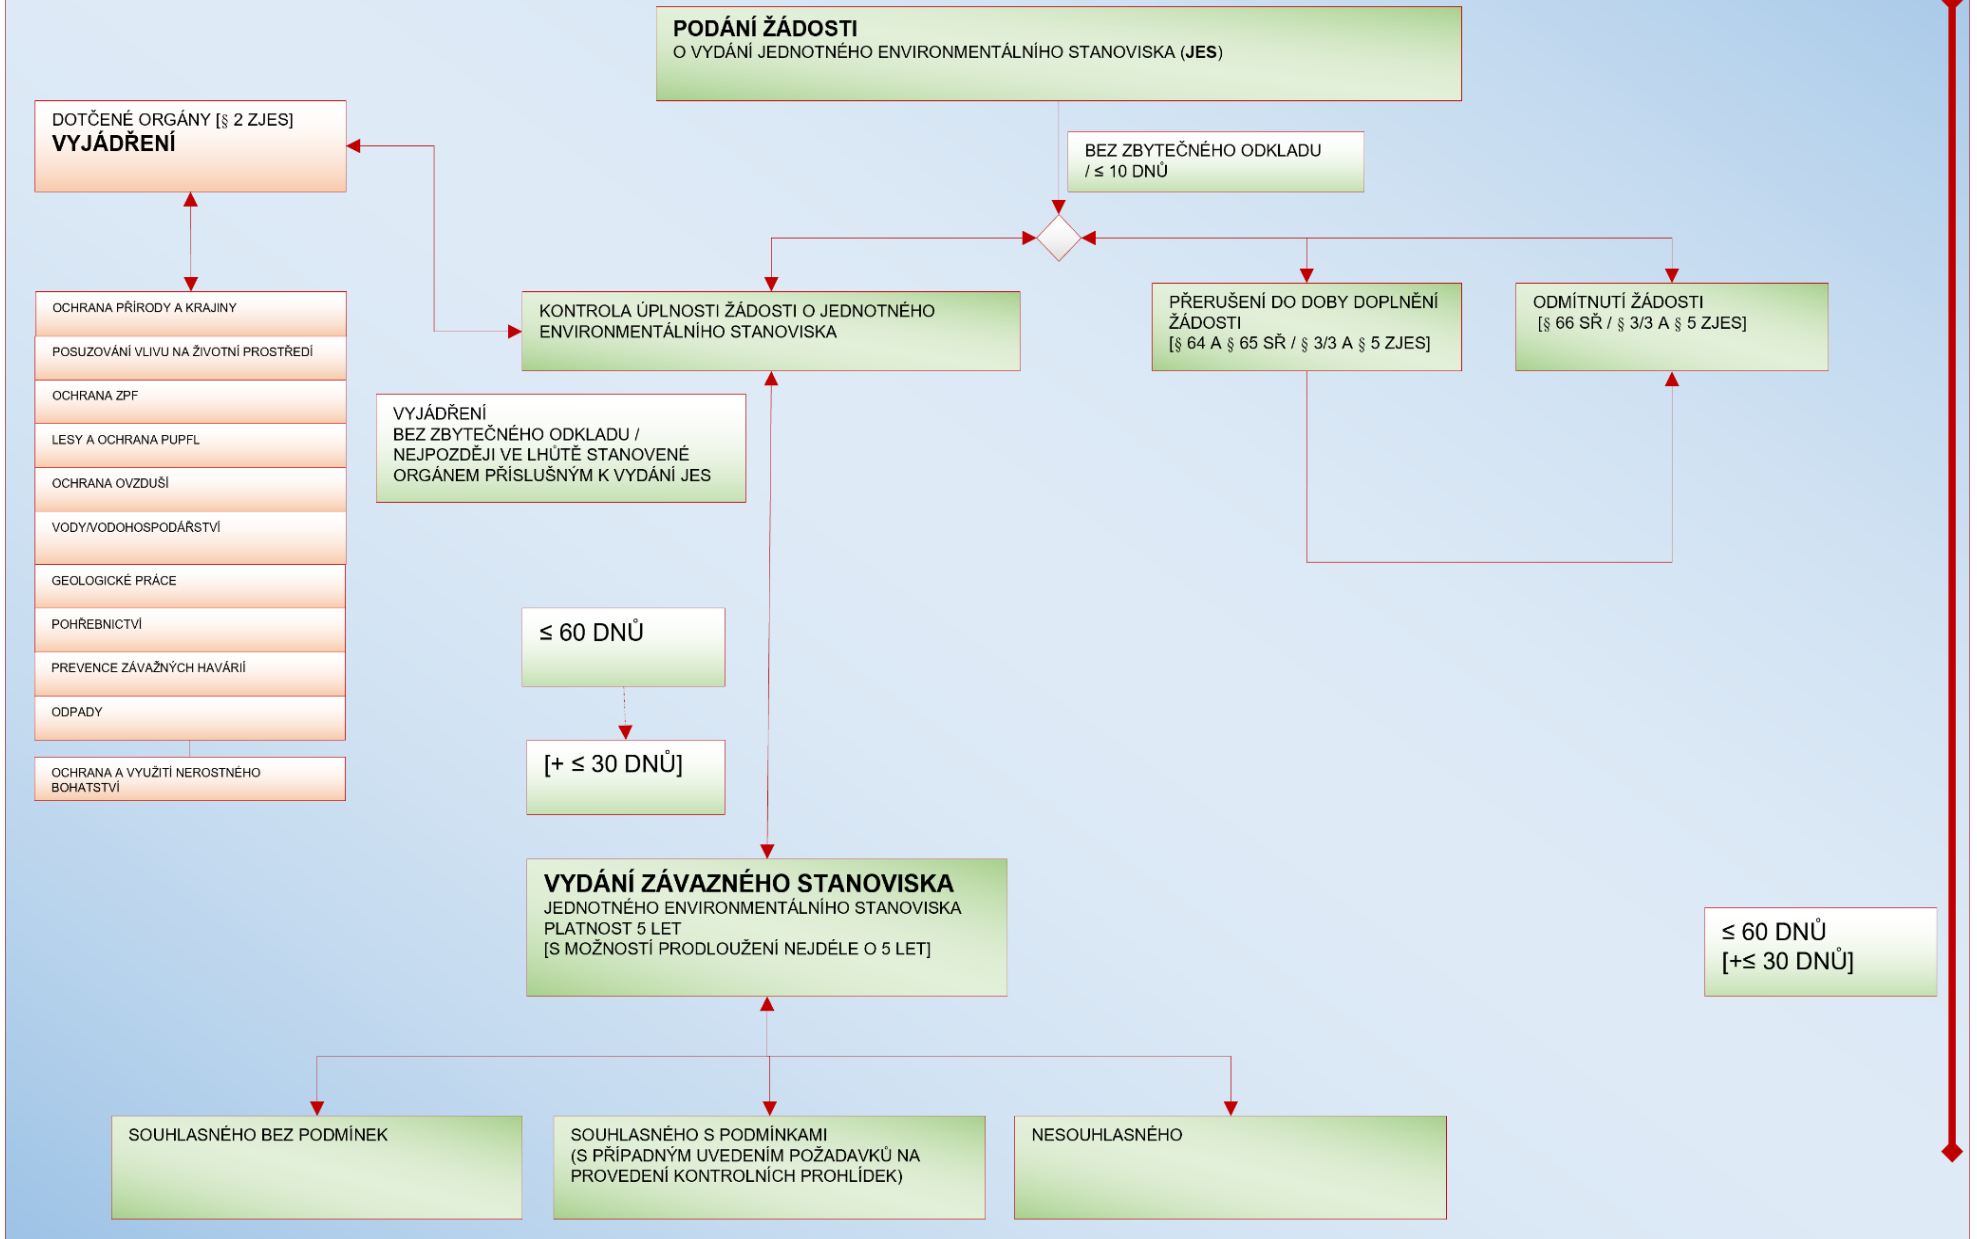 PODÁNÍ ŽÁDOSTI
O VYDÁNÍ JEDNOTNÉHO ENVIRONMENTÁLNÍHO STANOVISKA (JES)
DOTČENÉ ORGÁNY [§ 2 ZJES]
VYJÁDŘENÍ
BEZ ZBYTEČNÉHO ODKLADU
/ ≤ 10 DNŮ
KONTROLA ÚPLNOSTI ŽÁDOSTI O JEDNOTNÉHO
ENVIRONMENTÁLNÍHO STANOVISKA
PŘERUŠENÍ DO DOBY DOPLNĚNÍ
ŽÁDOSTI
[§ 64 A § 65 SŘ / § 3/3 A § 5 ZJES]
ODMÍTNUTÍ ŽÁDOSTI
[§ 66 SŘ / § 3/3 A § 5 ZJES]
OCHRANA PŘÍRODY A KRAJINY
POSUZOVÁNÍ VLIVU NA ŽIVOTNÍ PROSTŘEDÍ
OCHRANA ZPF
LESY A OCHRANA PUPFL
OCHRANA OVZDUŠÍ
VODY/VODOHOSPODÁŘSTVÍ
GEOLOGICKÉ PRÁCE
POHŘEBNICTVÍ
PREVENCE ZÁVAŽNÝCH HAVÁRIÍ
ODPADY
OCHRANA A VYUŽITÍ NEROSTNÉHO
BOHATSTVÍ
VYJÁDŘENÍ
BEZ ZBYTEČNÉHO ODKLADU /
NEJPOZDĚJI VE LHŮTĚ STANOVENÉ
ORGÁNEM PŘÍSLUŠNÝM K VYDÁNÍ JES
≤ 60 DNŮ
[+ ≤ 30 DNŮ]
VYDÁNÍ ZÁVAZNÉHO STANOVISKA
JEDNOTNÉHO ENVIRONMENTÁLNÍHO STANOVISKA
PLATNOST 5 LET
[S MOŽNOSTÍ PRODLOUŽENÍ NEJDÉLE O 5 LET]
≤ 60 DNŮ
[+≤ 30 DNŮ]
SOUHLASNÉHO BEZ PODMÍNEK
SOUHLASNÉHO S PODMÍNKAMI
(S PŘÍPADNÝM UVEDENÍM POŽADAVKŮ NA
PROVEDENÍ KONTROLNÍCH PROHLÍDEK)
NESOUHLASNÉHO